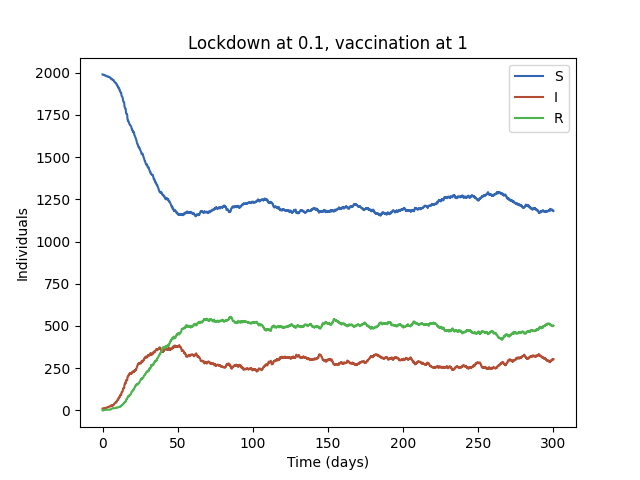 Lockdown at 0.1, vaccination at 1
S
I
R
2000
1750
1500
1250
1000
750
500
250
0
Individuals
0 50 100 150 200 250 300
Time (days)